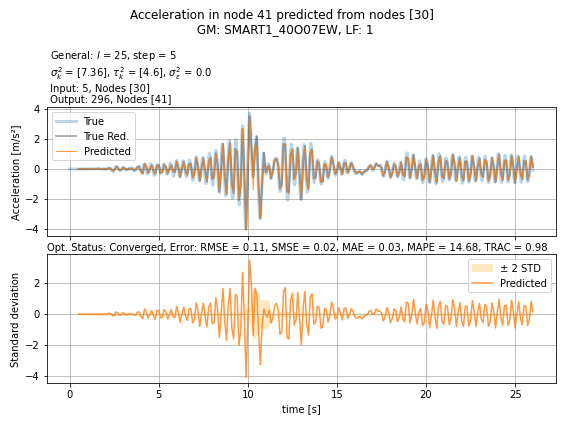 Acceleration in node 41 predicted from nodes [30]
GM: SMART1_40O07EW, LF: 1
General: l = 25, step = 5
σ²ₖ = [7.36], τ²ₖ = [4.6], σ²ε = 0.0
Input: 5, Nodes [30]
Output: 296, Nodes [41]
4
2
0
−2
−4
Acceleration [m/s²]
True
True Red.
Predicted
Opt. Status: Converged, Error: RMSE = 0.11, SMSE = 0.02, MAE = 0.03, MAPE = 14.68, TRAC = 0.98
2
0
−2
−4
Standard deviation
± 2 STD
Predicted
0 5 10 15 20 25
time [s]